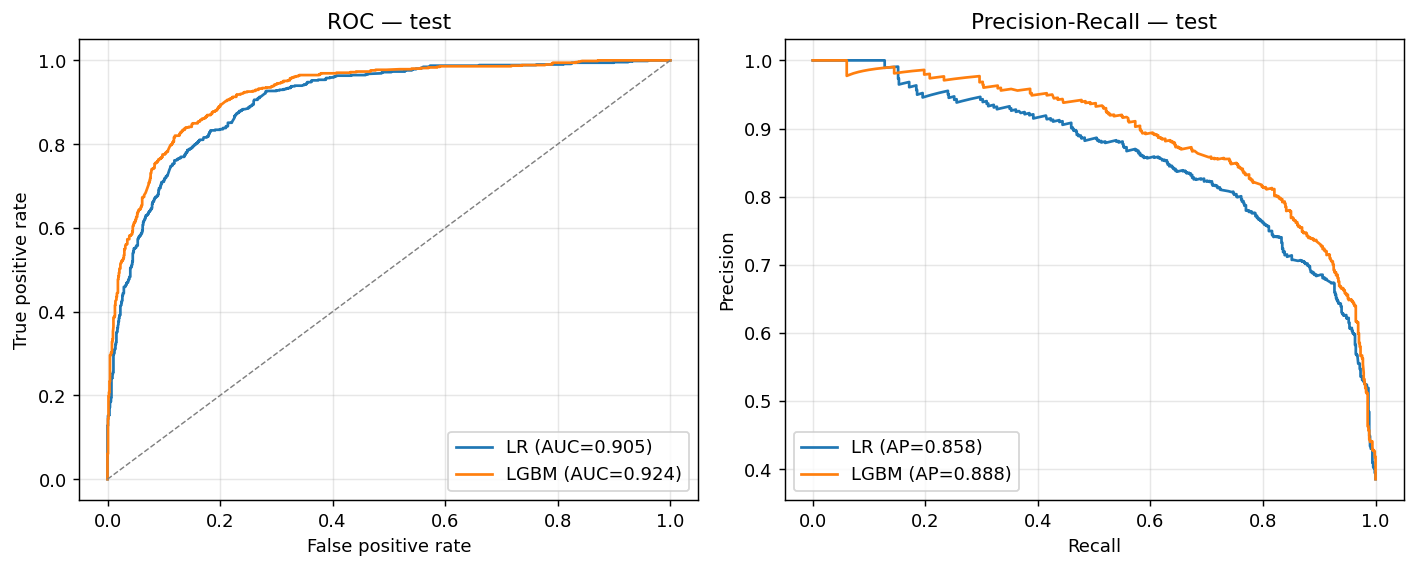 ROC — test
1.0
0.8
0.6
0.4
0.2
0.0
True positive rate
0.0 0.2 0.4 0.6 0.8 1.0
False positive rate
LR (AUC=0.905)
LGBM (AUC=0.924)
Precision-Recall — test
1.0
0.9
0.8
0.7
0.6
0.5
0.4
Precision
0.0 0.2 0.4 0.6 0.8 1.0
Recall
LR (AP=0.858)
LGBM (AP=0.888)